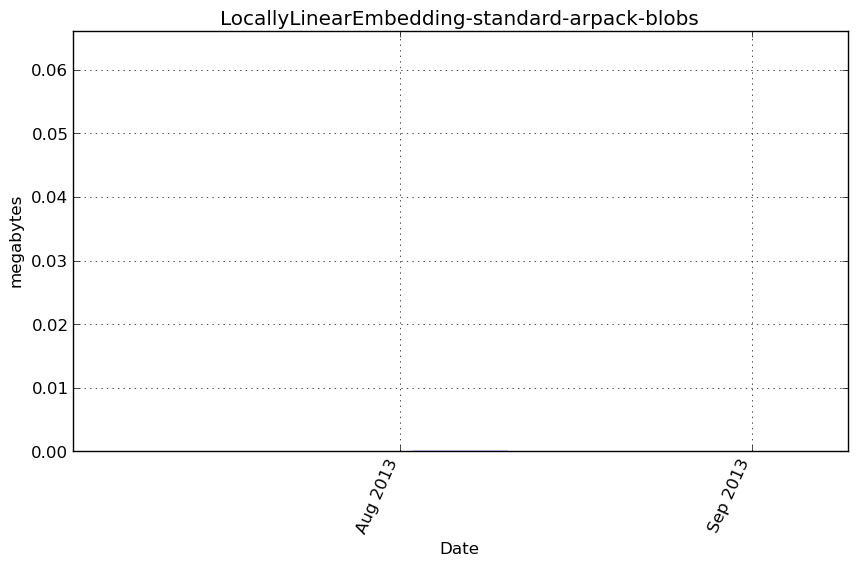 LocallyLinearEmbedding-standard-arpack-blobs
0.06
0.05
0.04
0.03
0.02
0.01
0.00
megabytes
Aug 2013
Sep 2013
Date